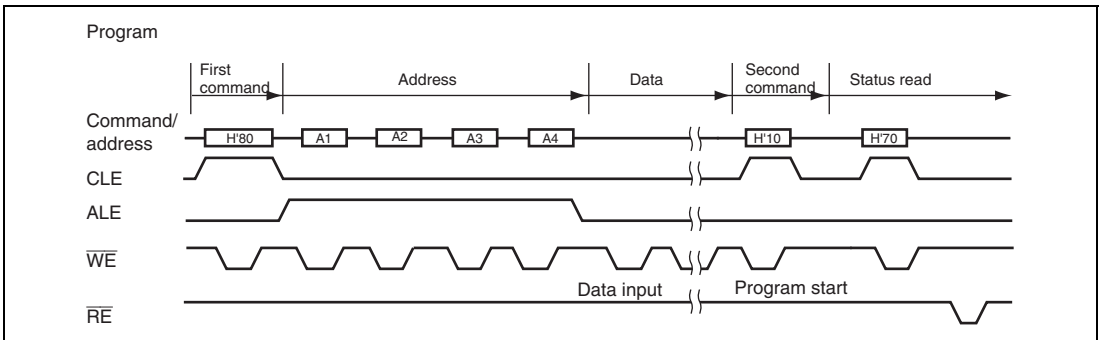 Program
First command
Address
Data
Second command
Status read
Command/
address
H'80
A1
A2
A3
A4
H'10
H'70
CLE
ALE
WE
Data input
Program start
RE